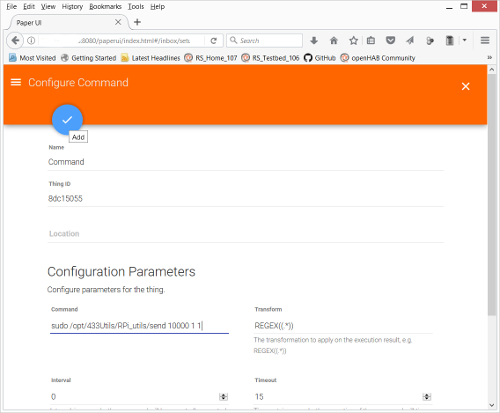 File Edit View History Bookmarks Tools Help
Paper UI
...:8080/paperui/index.html#/inbox/setu
Search
Most Visited Getting Started Latest Headlines RS_Home_107 RS_Testbed_106 GitHub openHAB Community
Configure Command
Add
Name
Command
Thing ID
8dc15055
Location
Configuration Parameters
Configure parameters for the thing.
Command Transform
sudo /opt/433Utils/RPi_utils/send 10000 1 1 REGEX((.*))
The transformation to apply on the execution result, e.g.
REGEX((.*))
Interval Timeout
0 15